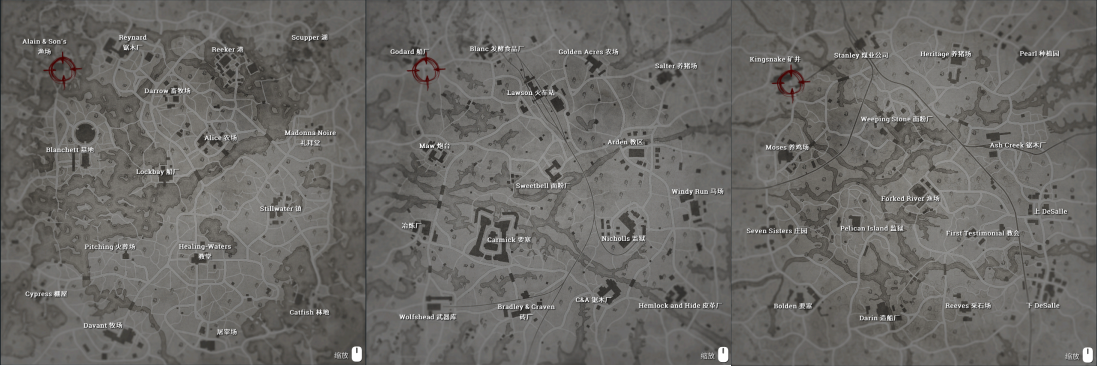 Alain & Son's
渔场
Reynard
锯木厂
Reeker 湖
Scupper 湖
Darrow 畜牧场
Alice 农场
Madonna Noire
礼拜堂
Blanchett 墓地
Lockbay 船厂
Stillwater 镇
Pitching 火葬场
Healing-Waters
教堂
Cypress 棚屋
Catfish 林地
Davant 牧场
屠宰场
缩放
Godard 船厂
Blanc 发酵食品厂
Golden Acres 农场
Salter 养猪场
Lawson 火车站
Maw 炮台
Arden 教区
Sweetbell 面粉厂
Windy Run 马场
冶炼厂
Carmick 要塞
Nicholls 监狱
C&A 锯木厂
Bradley & Craven
砖厂
Hemlock and Hide 皮革厂
Wolfshead 武器库
缩放
Kingsnake 矿井
Stanley 煤业公司
Heritage 养猪场
Pearl 种植园
Weeping Stone 面粉厂
Moses 养鸡场
Ash Creek 锯木厂
Forked River 渔场
上 DeSalle
Seven Sisters 庄园
Pelican Island 监狱
First Testimonial 教会
Bolden 要塞
Darin 造船厂
Reeves 采石场
下 DeSalle
缩放